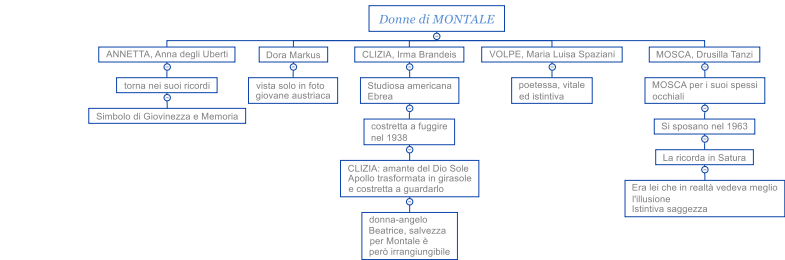 Donne di MONTALE
ANNETTA, Anna degli Uberti
Dora Markus
CLIZIA, Irma Brandeis
VOLPE, Maria Luisa Spaziani
MOSCA, Drusilla Tanzi
torna nei suoi ricordi
vista solo in foto
giovane austriaca
Studiosa americana
Ebrea
poetessa, vitale
ed istintiva
MOSCA per i suoi spessi
occhiali
Simbolo di Giovinezza e Memoria
costretta a fuggire
nel 1938
Si sposano nel 1963
CLIZIA: amante del Dio Sole
Apollo trasformata in girasole
e costretta a guardarlo
La ricorda in Satura
Era lei che in realtà vedeva meglio
l'illusione
Istintiva saggezza
donna-angelo
Beatrice, salvezza
per Montale è
però irrangiungibile